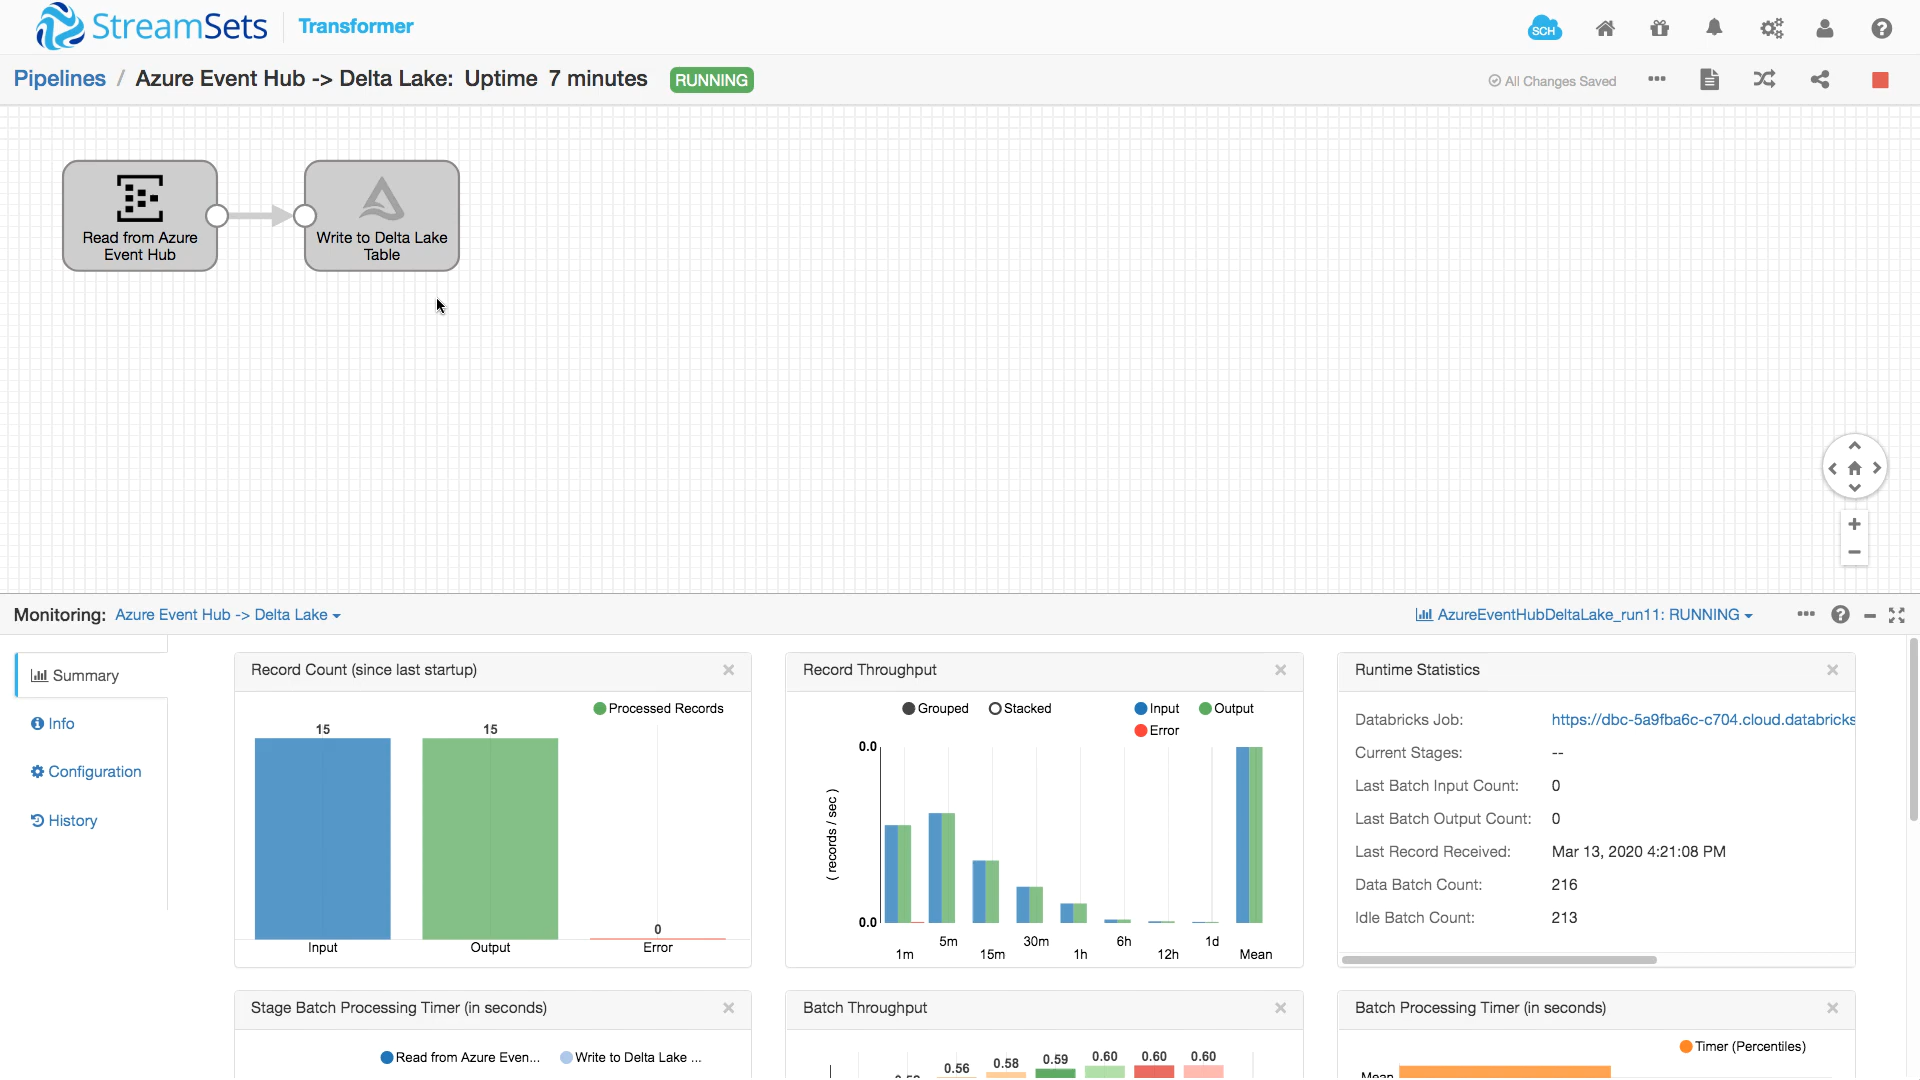 StreamSets Transformer
SCH
Pipelines / Azure Event Hub -> Delta Lake: Uptime 7 minutes RUNNING
All Changes Saved
Read from Azure
Event Hub
Write to Delta Lake
Table
Monitoring: Azure Event Hub -> Delta Lake
AzureEventHubDeltaLake_run11: RUNNING
Summary
Info
Configuration
History
Record Count (since last startup)
Processed Records
15
15
0
Input
Output
Error
Record Throughput
Grouped
Stacked
Input
Output
Error
0.0
( records / sec )
0.0
1m
5m
15m
30m
1h
6h
12h
1d
Mean
Runtime Statistics
Databricks Job: https://dbc-5a9fba6c-c704.cloud.databricks
Current Stages: --
Last Batch Input Count: 0
Last Batch Output Count: 0
Last Record Received: Mar 13, 2020 4:21:08 PM
Data Batch Count: 216
Idle Batch Count: 213
Stage Batch Processing Timer (in seconds)
Read from Azure Even...
Write to Delta Lake ...
Batch Throughput
0.56
0.58
0.59
0.60
0.60
0.60
Batch Processing Timer (in seconds)
Timer (Percentiles)
Mean